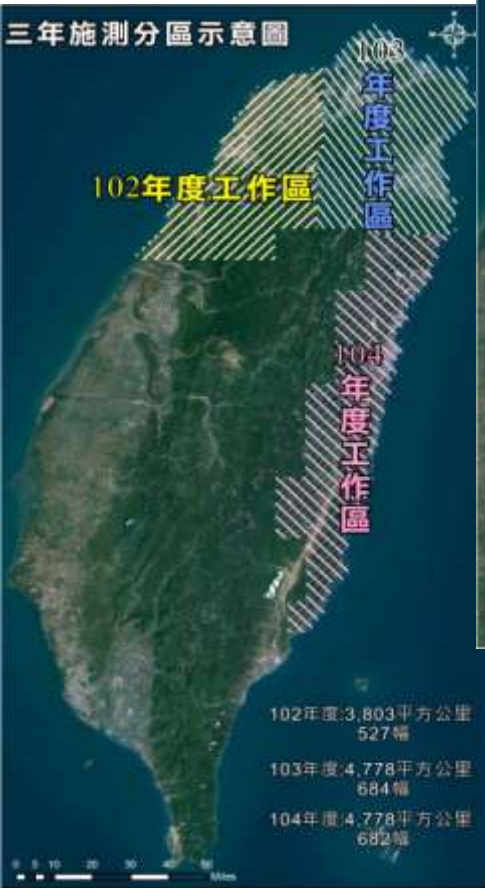 三年施測分區示意圖
103
年度工作區
102年度工作區
104
年度工作區
102年度:3,803平方公里
527幅
103年度:4,778平方公里
684幅
104年度:4,778平方公里
682幅
0 5 10 20 30 40 50
Miles